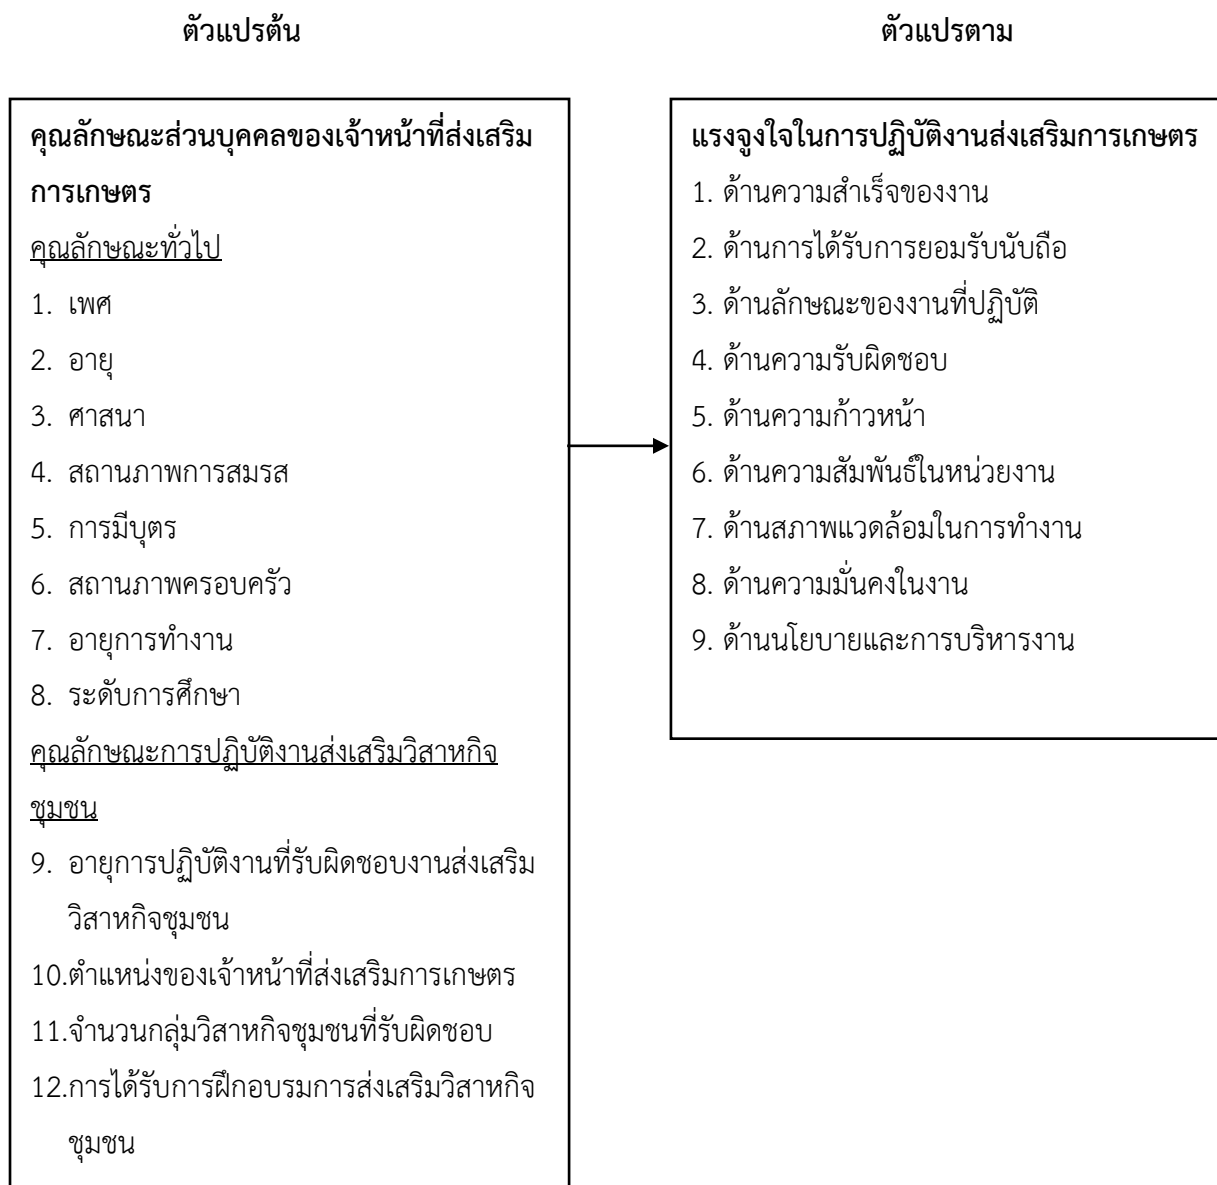 ตัวแปรต้น
ตัวแปรตาม
คุณลักษณะส่วนบุคคลของเจ้าหน้าที่ส่งเสริม
การเกษตร
คุณลักษณะทั่วไป
1. เพศ
2. อายุ
3. ศาสนา
4. สถานภาพการสมรส
5. การมีบุตร
6. สถานภาพครอบครัว
7. อายุการทำงาน
8. ระดับการศึกษา
คุณลักษณะการปฏิบัติงานส่งเสริมวิสาหกิจ
ชุมชน
9. อายุการปฏิบัติงานที่รับผิดชอบงานส่งเสริม
วิสาหกิจชุมชน
10.ตำแหน่งของเจ้าหน้าที่ส่งเสริมการเกษตร
11.จำนวนกลุ่มวิสาหกิจชุมชนที่รับผิดชอบ
12.การได้รับการฝึกอบรมการส่งเสริมวิสาหกิจ
ชุมชน
แรงจูงใจในการปฏิบัติงานส่งเสริมการเกษตร
1. ด้านความสำเร็จของงาน
2. ด้านการได้รับการยอมรับนับถือ
3. ด้านลักษณะของงานที่ปฏิบัติ
4. ด้านความรับผิดชอบ
5. ด้านความก้าวหน้า
6. ด้านความสัมพันธ์ในหน่วยงาน
7. ด้านสภาพแวดล้อมในการทำงาน
8. ด้านความมั่นคงในงาน
9. ด้านนโยบายและการบริหารงาน